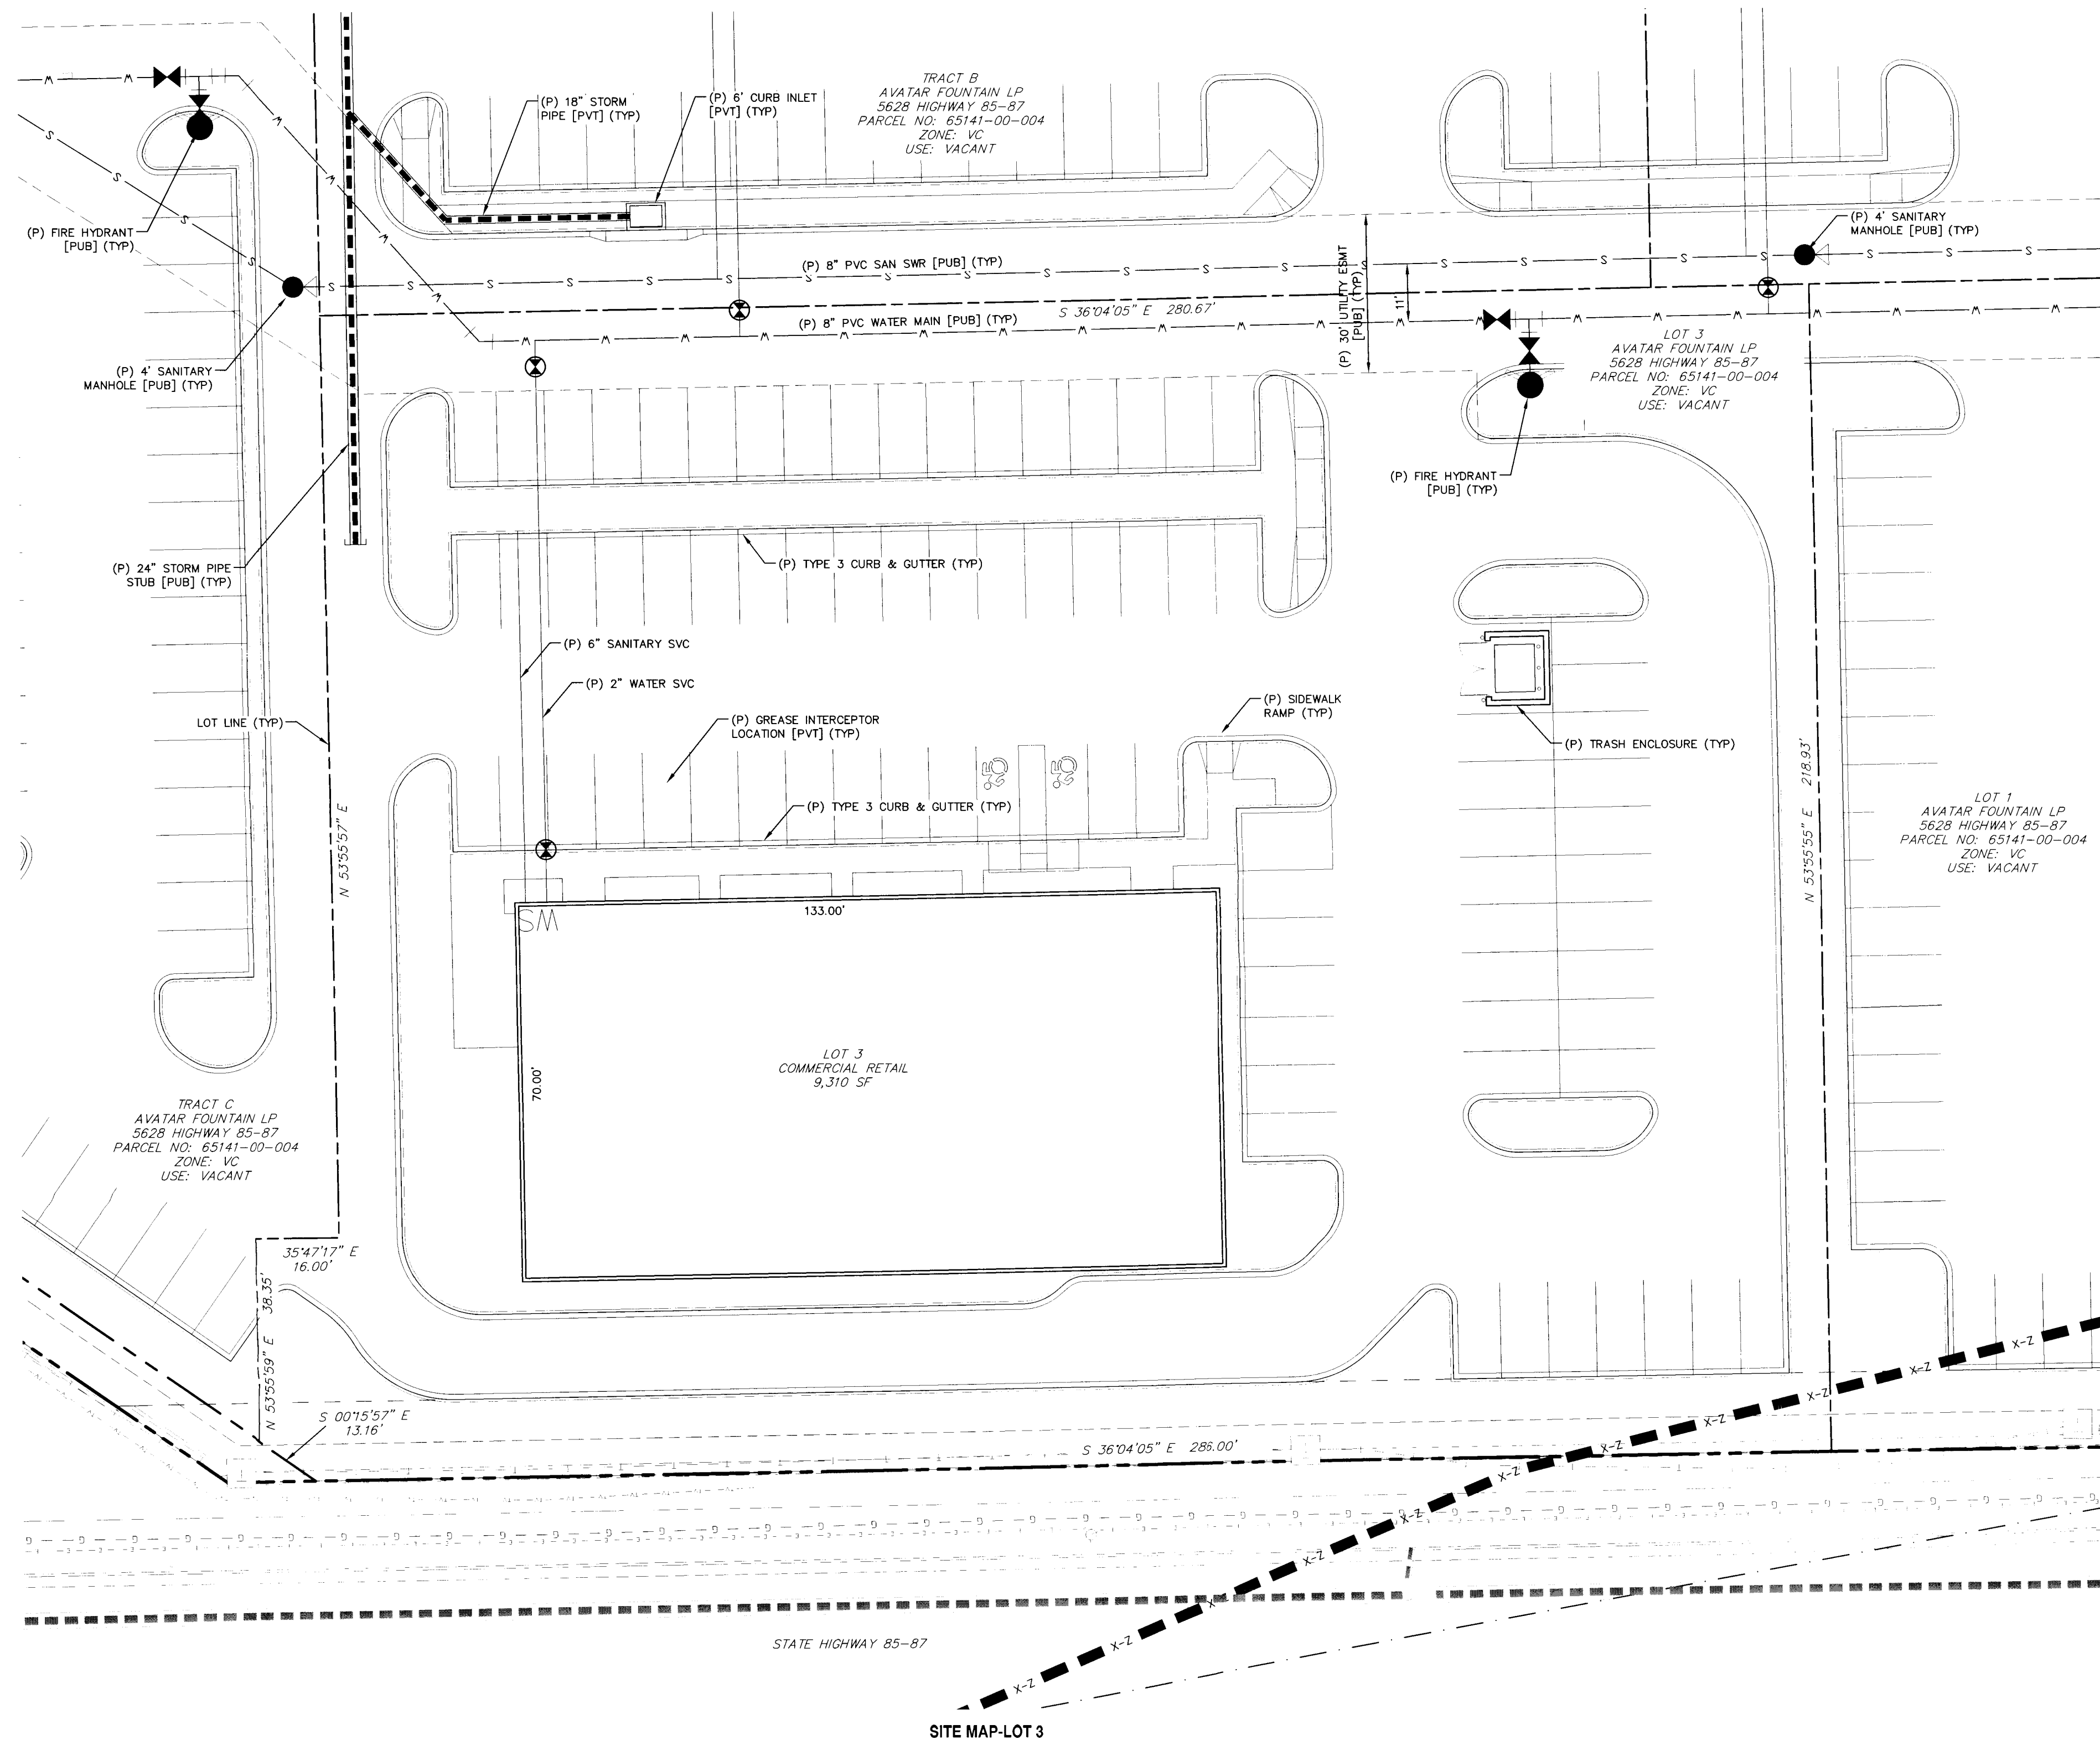 TRACT B
AVATAR FOUNTAIN LP
5628 HIGHWAY 85-87
PARCEL NO: 65141-00-004
ZONE: VC
USE: VACANT
(P) 18" STORM
PIPE [PVT] (TYP)
(P) 6' CURB INLET
[PVT] (TYP)
(P) FIRE HYDRANT
[PUB] (TYP)
(P) 4' SANITARY
MANHOLE [PUB] (TYP)
(P) 8" PVC SAN SWR [PUB] (TYP)
S 36°04'05" E 280.67'
(P) 8" PVC WATER MAIN [PUB] (TYP)
(P) 30' UTILITY ESMT
[PUB] (TYP)
11'
LOT 3
AVATAR FOUNTAIN LP
5628 HIGHWAY 85-87
PARCEL NO: 65141-00-004
ZONE: VC
USE: VACANT
(P) 4' SANITARY
MANHOLE [PUB] (TYP)
(P) FIRE HYDRANT
[PUB] (TYP)
(P) 24" STORM PIPE
STUB [PUB] (TYP)
(P) TYPE 3 CURB & GUTTER (TYP)
(P) 6" SANITARY SVC
(P) 2" WATER SVC
LOT LINE (TYP)
(P) GREASE INTERCEPTOR
LOCATION [PVT] (TYP)
(P) SIDEWALK
RAMP (TYP)
(P) TRASH ENCLOSURE (TYP)
(P) TYPE 3 CURB & GUTTER (TYP)
N 53°55'57" E
N 53°55'55" E 218.93'
LOT 1
AVATAR FOUNTAIN LP
5628 HIGHWAY 85-87
PARCEL NO: 65141-00-004
ZONE: VC
USE: VACANT
133.00'
70.00'
LOT 3
COMMERCIAL RETAIL
9,310 SF
TRACT C
AVATAR FOUNTAIN LP
5628 HIGHWAY 85-87
PARCEL NO: 65141-00-004
ZONE: VC
USE: VACANT
35°47'17" E
16.00'
N 53°55'59" E 38.35'
S 00°15'57" E
13.16'
S 36°04'05" E 286.00'
STATE HIGHWAY 85-87
SITE MAP-LOT 3